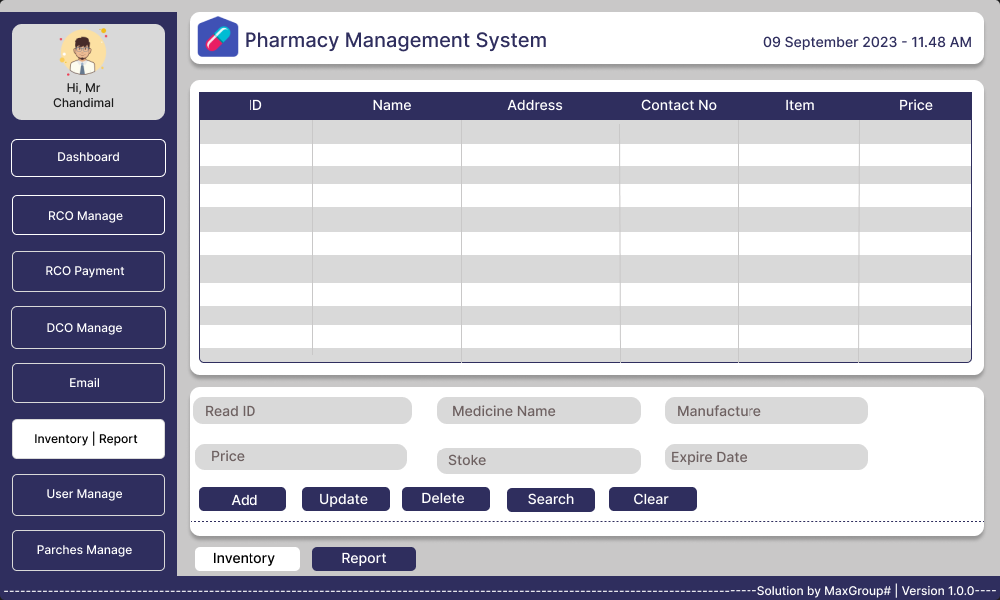 Hi, Mr
Chandimal
Dashboard
RCO Manage
RCO Payment
DCO Manage
Email
Inventory | Report
User Manage
Parches Manage
Pharmacy Management System
09 September 2023 - 11.48 AM
ID Name Address Contact No Item Price
Read ID Medicine Name Manufacture
Price Stoke Expire Date
Add Update Delete Search Clear
Inventory Report
Solution by MaxGroup# | Version 1.0.0